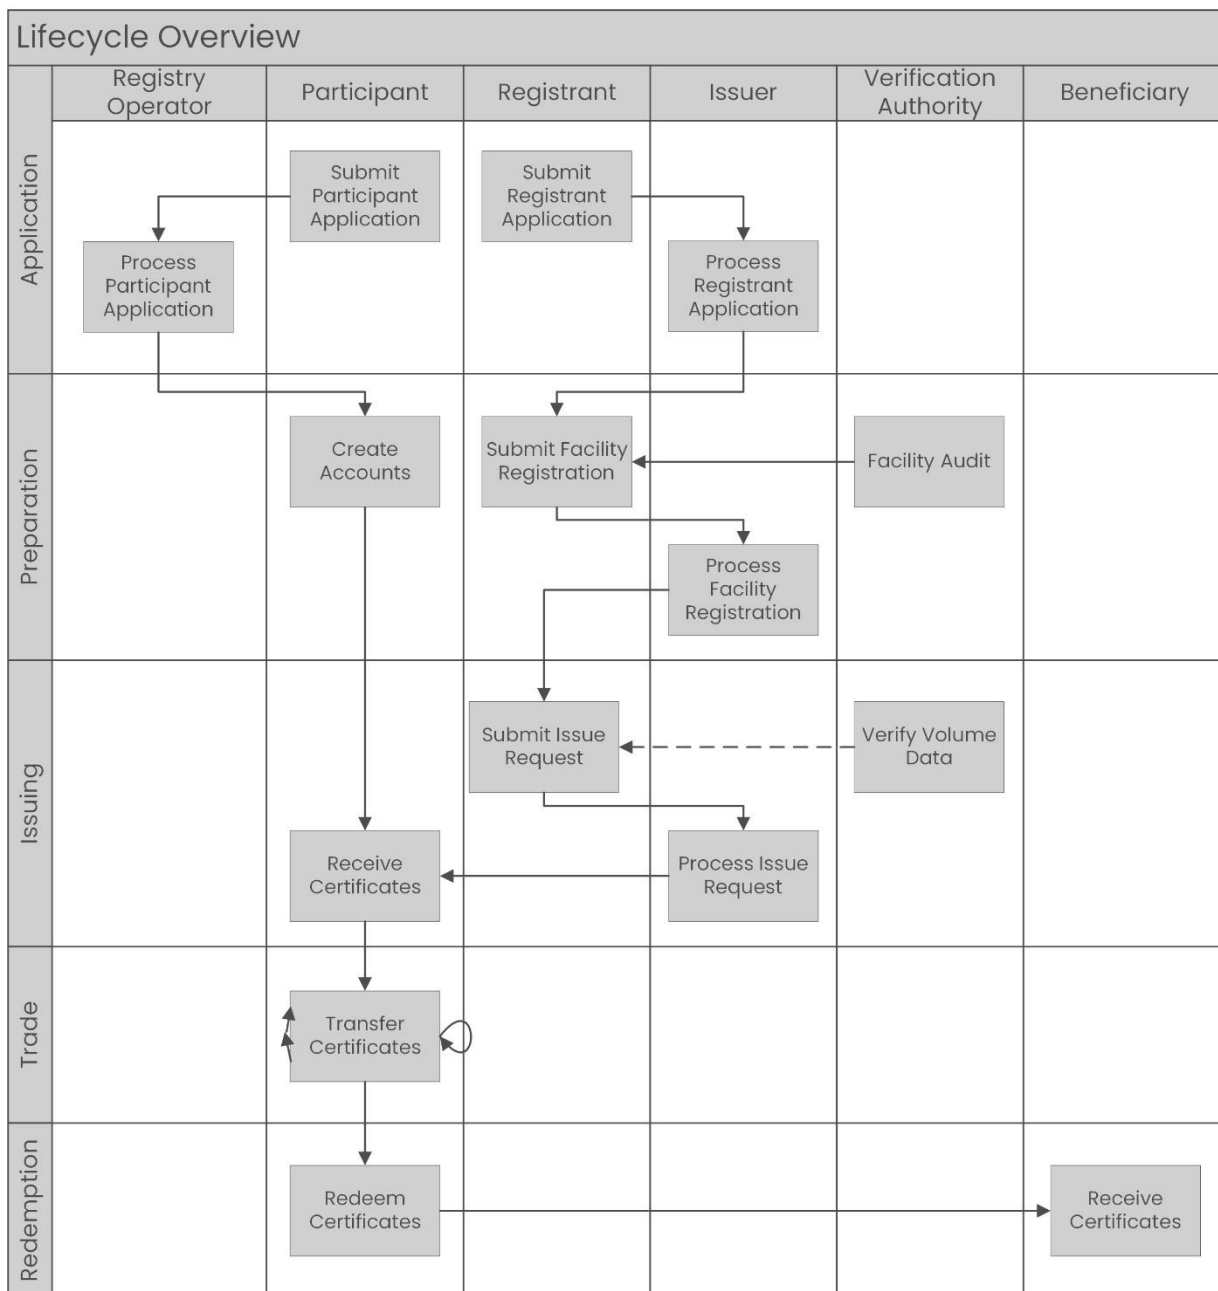 Lifecycle Overview
Registry
Operator
Participant
Registrant
Issuer
Verification
Authority
Beneficiary
Application
Submit
Participant
Application
Submit
Registrant
Application
Process
Participant
Application
Process
Registrant
Application
Preparation
Create
Accounts
Submit Facility
Registration
Facility Audit
Process
Facility
Registration
Issuing
Submit Issue
Request
Verify Volume
Data
Receive
Certificates
Process Issue
Request
Trade
Transfer
Certificates
Redemption
Redeem
Certificates
Receive
Certificates